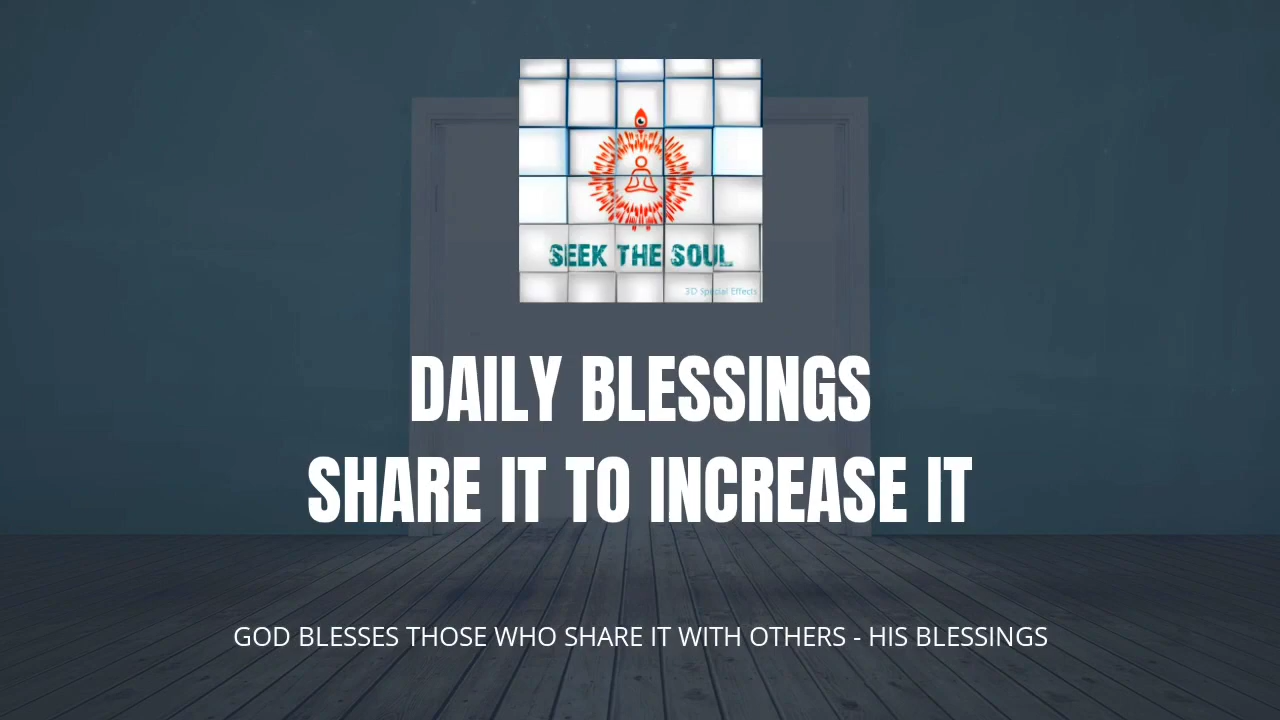 SEEK THE SOUL
3D Special Effects
DAILY BLESSINGS
SHARE IT TO INCREASE IT
GOD BLESSES THOSE WHO SHARE IT WITH OTHERS - HIS BLESSINGS